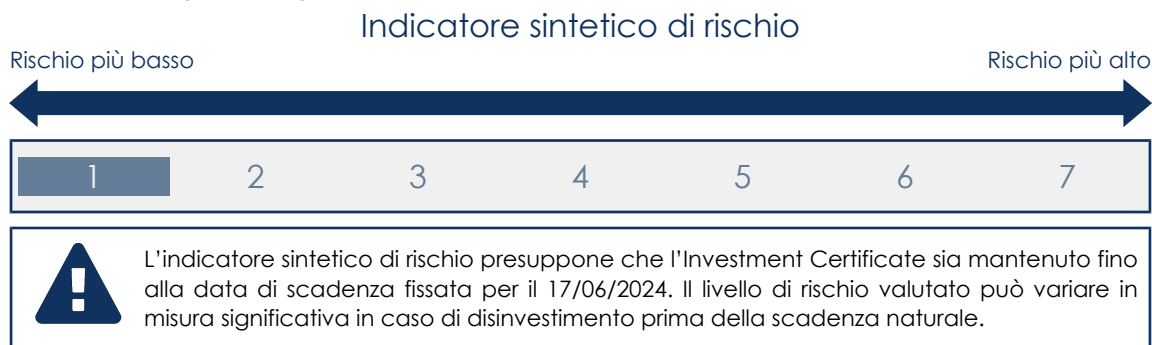 Indicatore sintetico di rischio
Rischio più basso
Rischio più alto
1 2 3 4 5 6 7
L'indicatore sintetico di rischio presuppone che l'Investment Certificate sia mantenuto fino
alla data di scadenza fissata per il 17/06/2024. Il livello di rischio valutato può variare in
misura significativa in caso di disinvestimento prima della scadenza naturale.